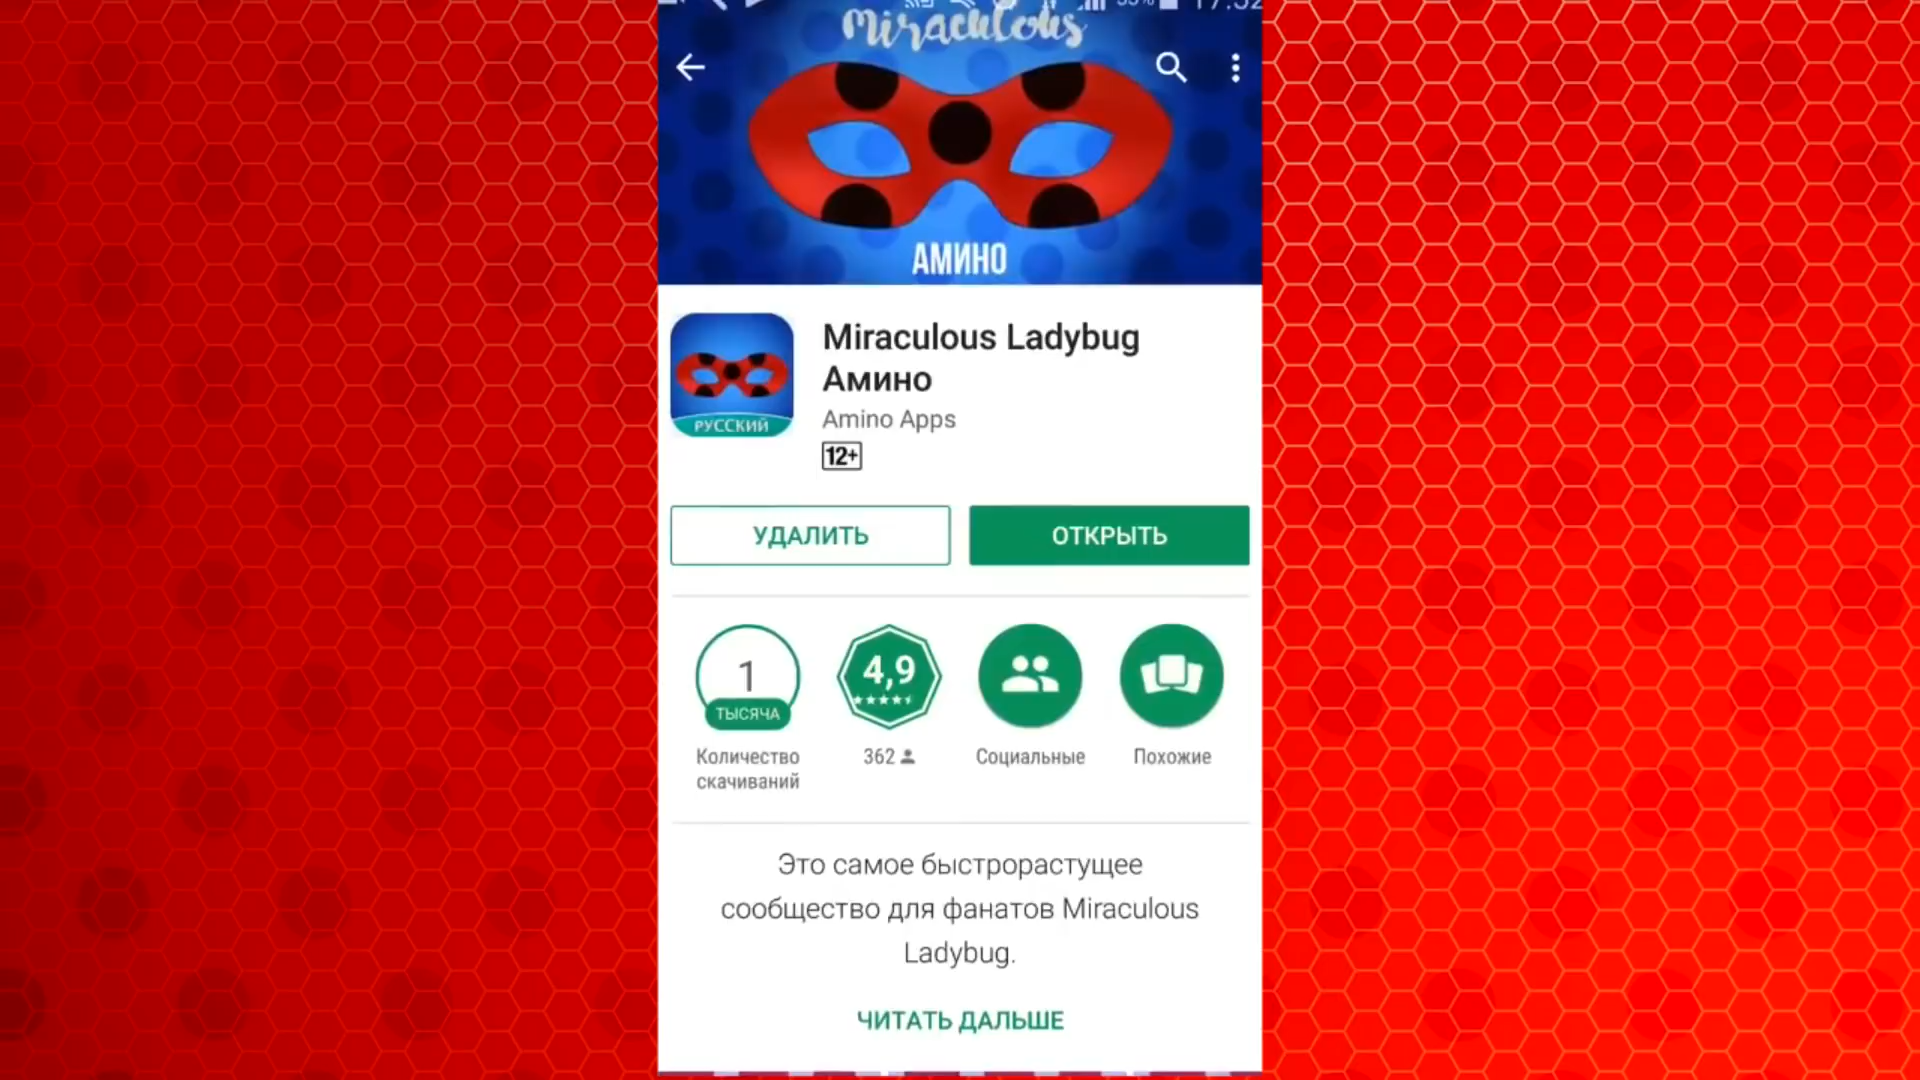 Miraculous
АМИНО
Miraculous Ladybug
Амино
РУССКИЙ
Amino Apps
12+
УДАЛИТЬ
ОТКРЫТЬ
1
ТЫСЯЧА
4,9
Количество
скачиваний
362
Социальные
Похожие
Это самое быстрорастущее
сообщество для фанатов Miraculous
Ladybug.
ЧИТАТЬ ДАЛЬШЕ